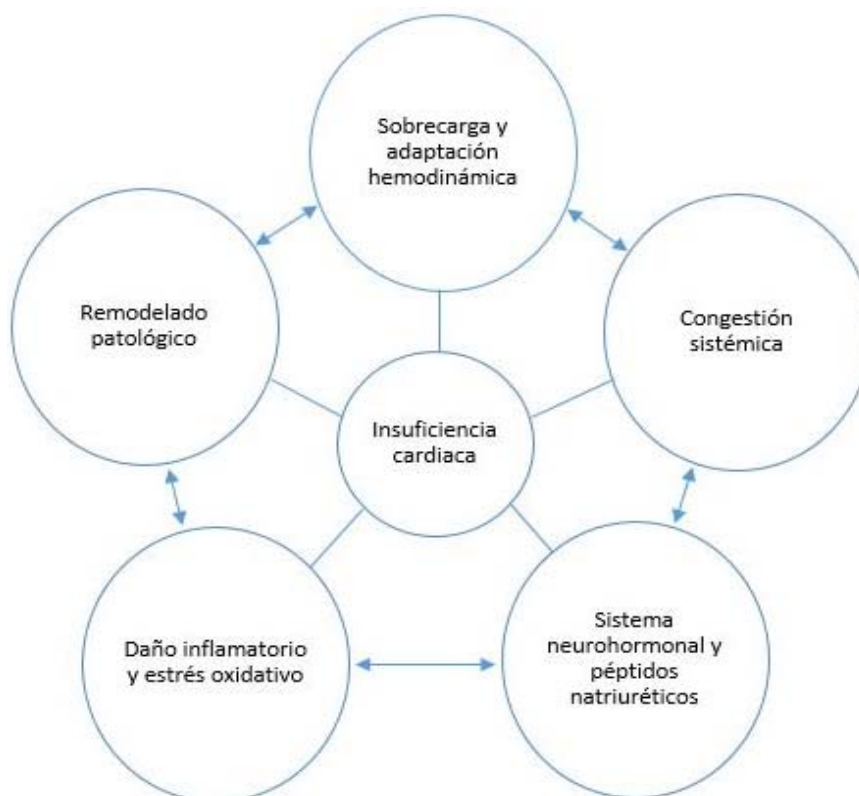 Sobrecarga y
adaptación
hemodinámica
Remodelado
patológico
Congestión
sistémica
Insuficiencia
cardiaca
Daño inflamatorio
y estrés oxidativo
Sistema
neurohormonal y
péptidos
natriuréticos